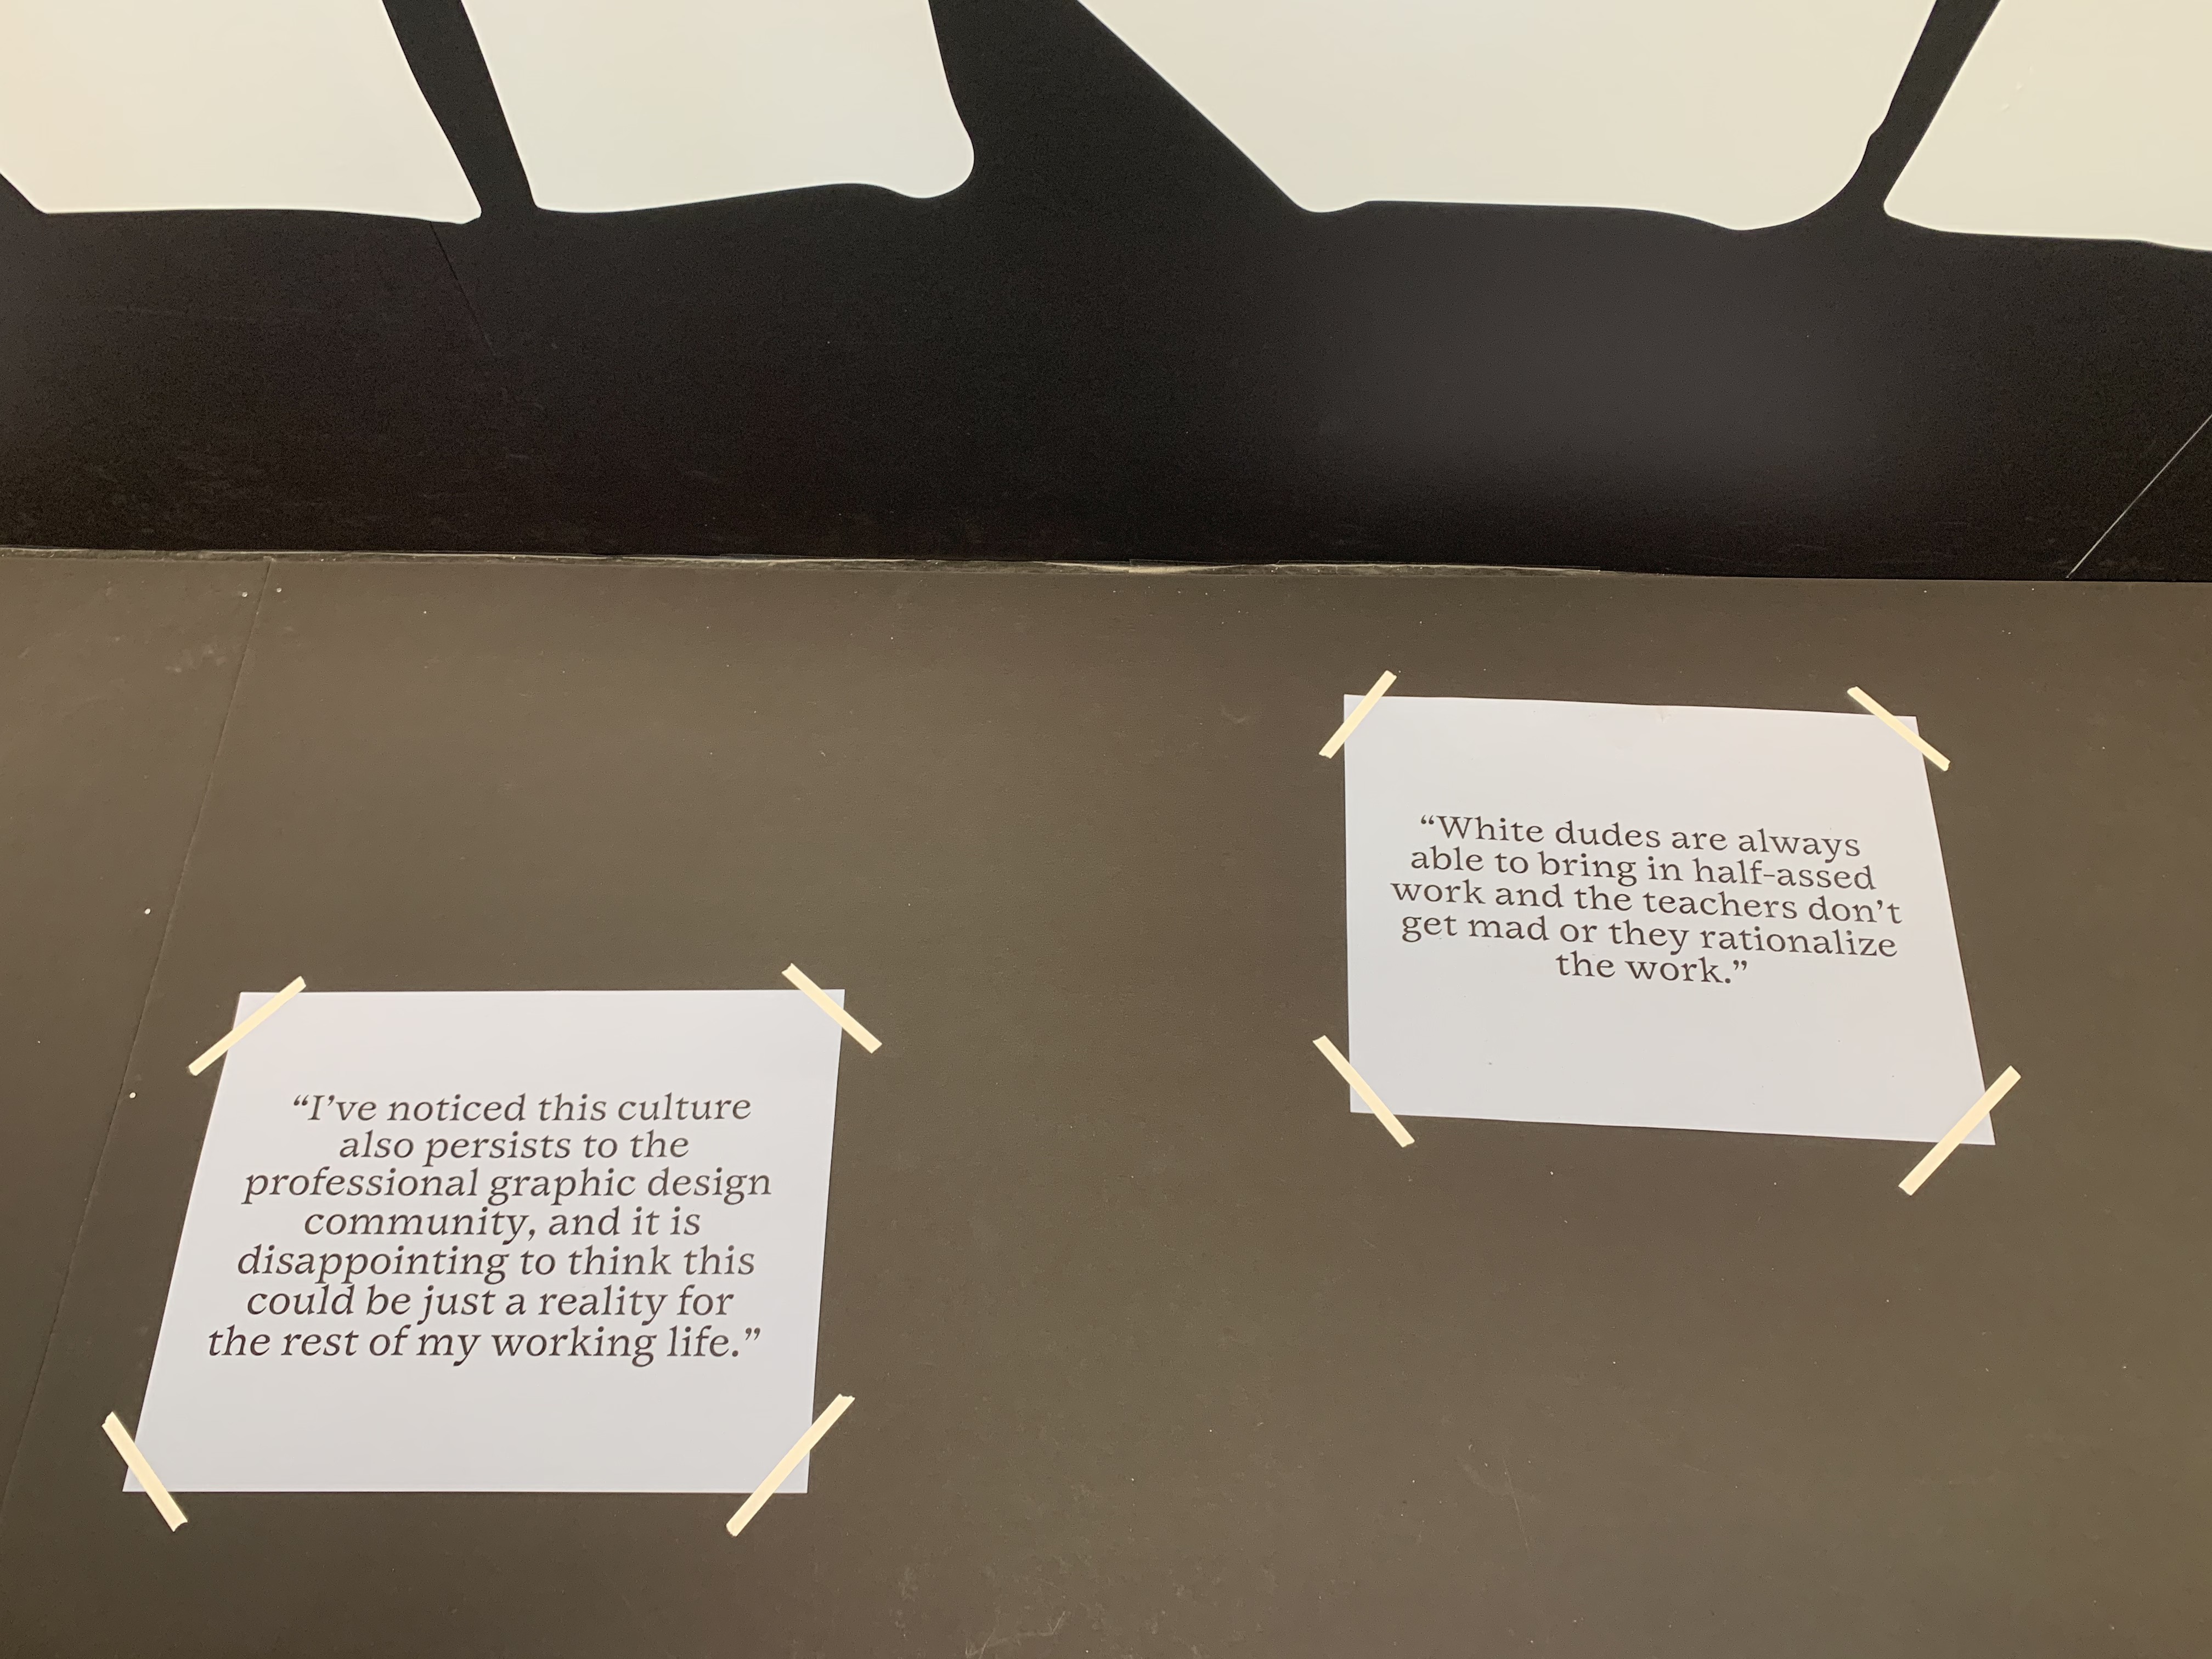 “White dudes are always
able to bring in half-assed
work and the teachers don’t
get mad or they rationalize
the work.”
“I’ve noticed this culture
also persists to the
professional graphic design
community, and it is
disappointing to think this
could be just a reality for
the rest of my working life.”